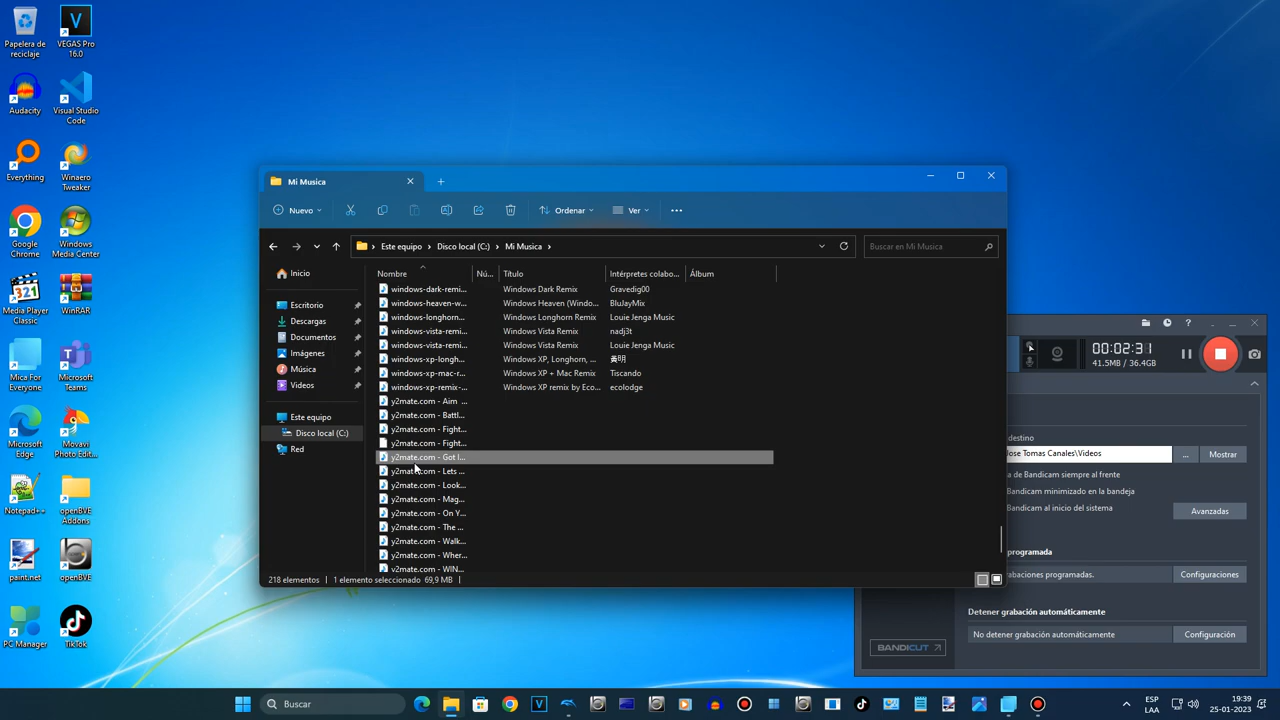 Papelera de
reciclaje
VEGAS Pro
16.0
Audacity
Visual Studio
Code
Everything
Winaero
Tweaker
Google
Chrome
Windows
Media Center
Media Player
Classic
WinRAR
Mica For
Everyone
Microsoft
Teams
Microsoft
Edge
Movavi
Photo Edit...
Notepad++
openBVE
Addons
paint.net
openBVE
PC Manager
TikTok
Mi Musica
Nuevo
Ordenar
Ver
Este equipo
Disco local (C:)
Mi Musica
Buscar en Mi Musica
Inicio
Escritorio
Descargas
Documentos
Imágenes
Música
Videos
Este equipo
Disco local (C:)
Red
Nombre Nú... Título Intérpretes colabo... Álbum
windows-dark-remi... Windows Dark Remix Gravedig00
windows-heaven-w... Windows Heaven (Windo... BluJayMix
windows-longhorn... Windows Longhorn Remix Louie Jenga Music
windows-vista-remi... Windows Vista Remix nadj3t
windows-vista-remi... Windows Vista Remix Louie Jenga Music
windows-xp-longh... Windows XP, Longhorn, ...
windows-xp-mac-r... Windows XP + Mac Remix Tiscando
windows-xp-remix-... Windows XP remix by Eco... ecolodge
y2mate.com - Aim ...
y2mate.com - Battl...
y2mate.com - Fight...
y2mate.com - Fight...
y2mate.com - Got I...
y2mate.com - Lets ...
y2mate.com - Look...
y2mate.com - Mag...
y2mate.com - On Y...
y2mate.com - The ...
y2mate.com - Walk...
y2mate.com - Wher...
y2mate.com - WIN...
218 elementos
1 elemento seleccionado 69,9 MB
00:02:31
41.5MB / 36.4GB
destino
Jose Tomas Canales\Videos
...
Mostrar
a de Bandicam siempre al frente
Bandicam minimizado en la bandeja
Bandicam al inicio del sistema
Avanzadas
programada
baciones programadas.
Configuraciones
Detener grabación automáticamente
No detener grabación automáticamente
Configuración
BANDICUT
Buscar
ESP
LAA
19:39
25-01-2023